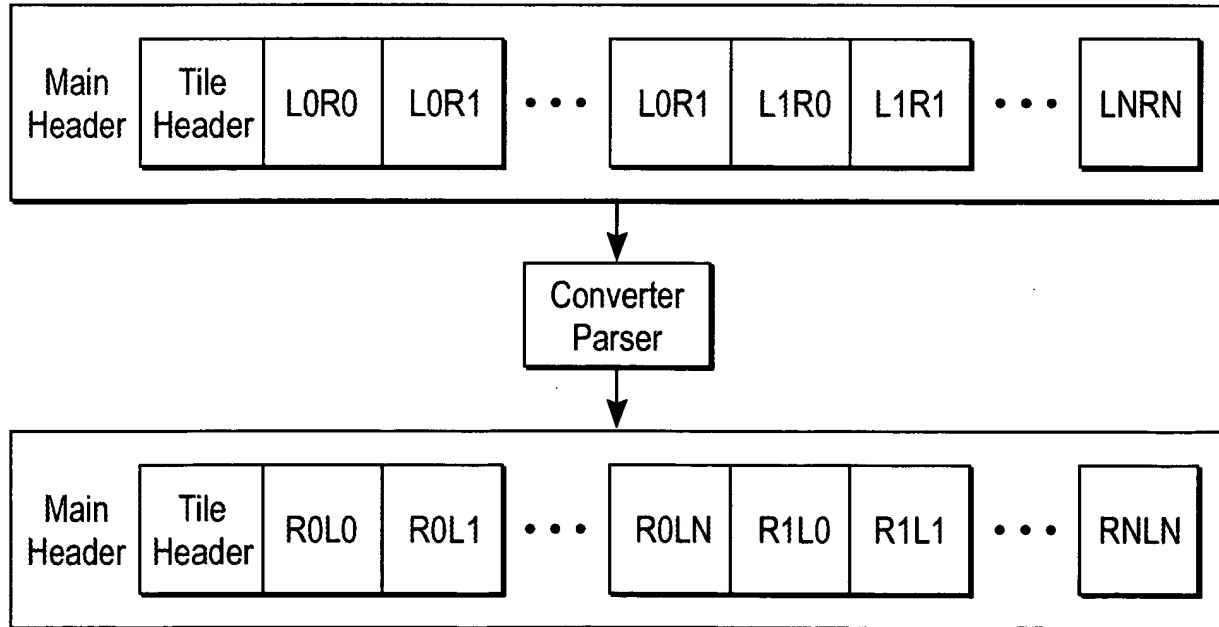 Main
Header
Tile
Header
L0R0
L0R1
• • •
L0R1
L1R0
L1R1
• • •
LNRN
Converter
Parser
Main
Header
Tile
Header
R0L0
R0L1
• • •
R0LN
R1L0
R1L1
• • •
RNLN